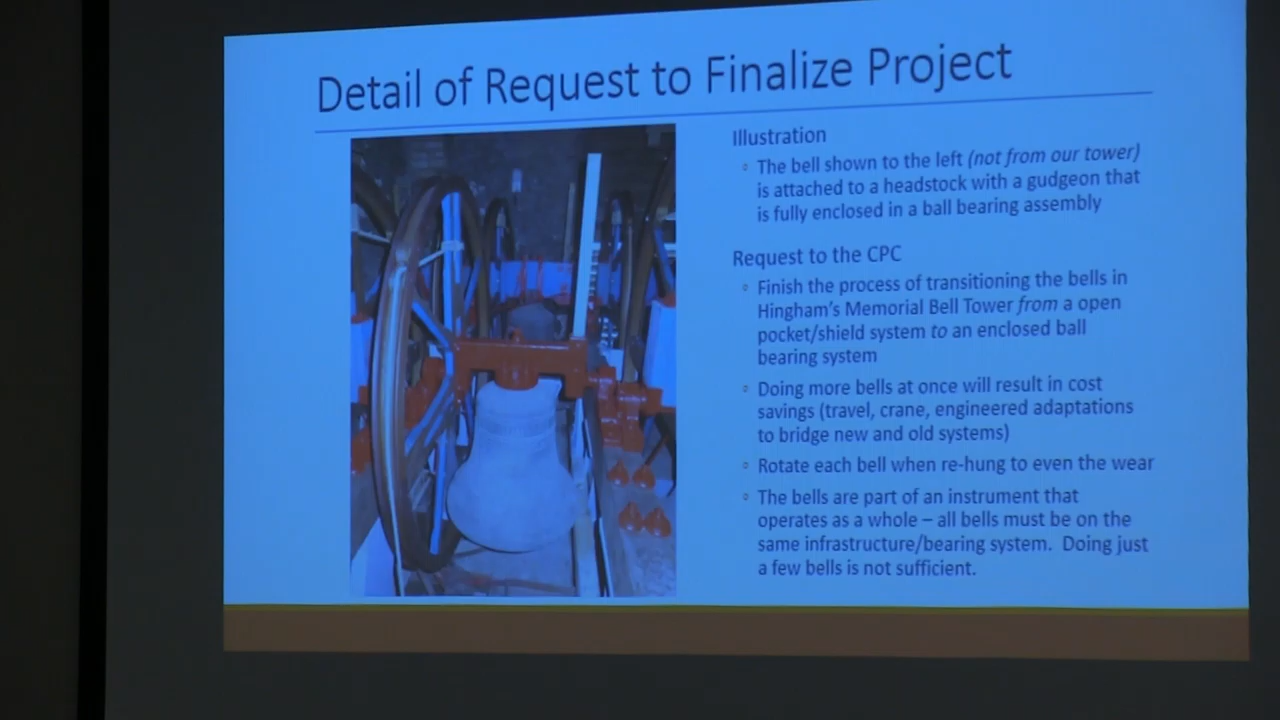 Detail of Request to Finalize Project
Illustration
The bell shown to the left (not from our tower)
is attached to a headstock with a gudgeon that
is fully enclosed in a ball bearing assembly
Request to the CPC
Finish the process of transitioning the bells in
Hingham's Memorial Bell Tower from a open
pocket/shield system to an enclosed ball
bearing system
Doing more bells at once will result in cost
savings (travel, crane, engineered adaptations
to bridge new and old systems)
Rotate each bell when re-hung to even the wear
The bells are part of an instrument that
operates as a whole – all bells must be on the
same infrastructure/bearing system.  Doing just
a few bells is not sufficient.